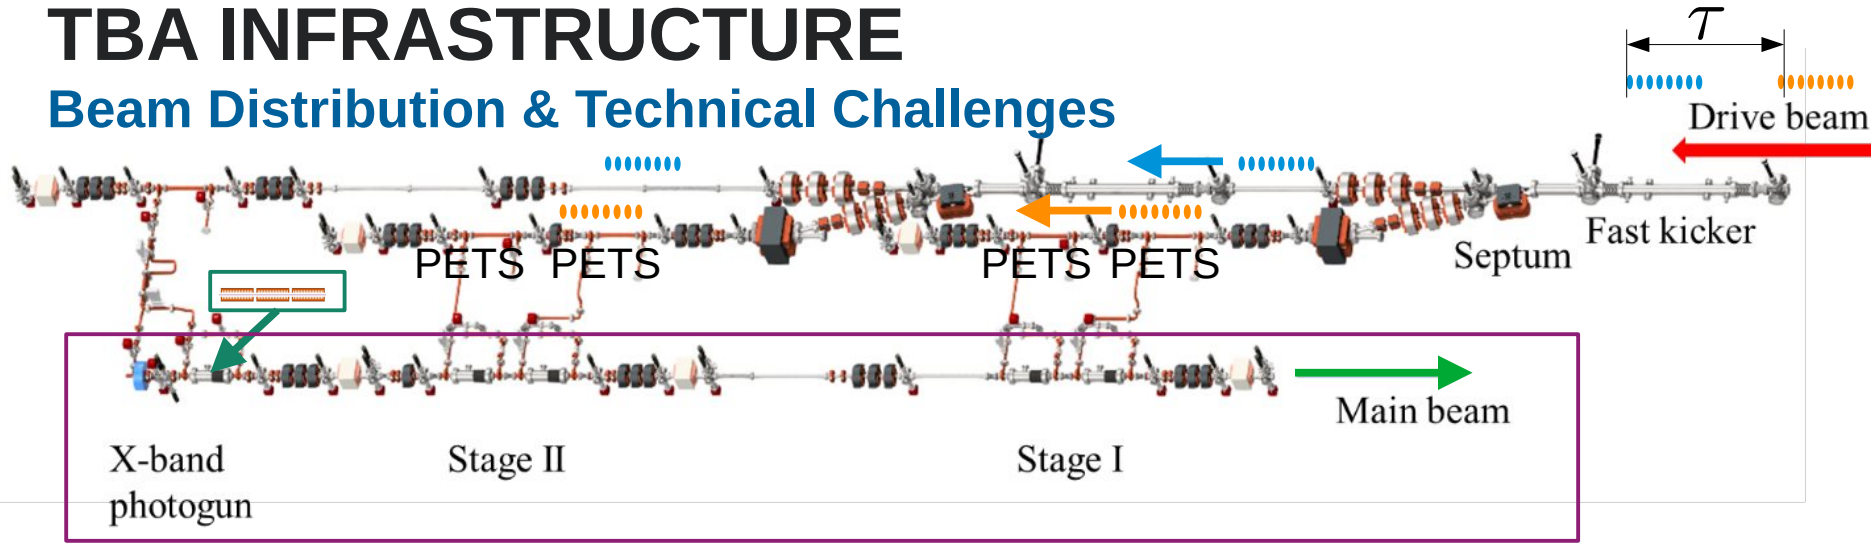 TBA INFRASTRUCTURE
Beam Distribution & Technical Challenges
τ
Drive beam
Fast kicker
Septum
PETS PETS
PETS PETS
Main beam
X-band
photogun
Stage II
Stage I